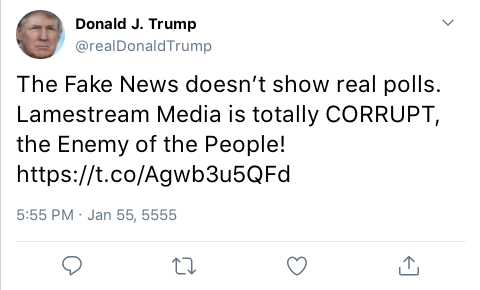 Donald J. Trump
@realDonaldTrump
The Fake News doesn’t show real polls.
Lamestream Media is totally CORRUPT,
the Enemy of the People!
https://t.co/Agwb3u5QFd
5:55 PM · Jan 55, 5555